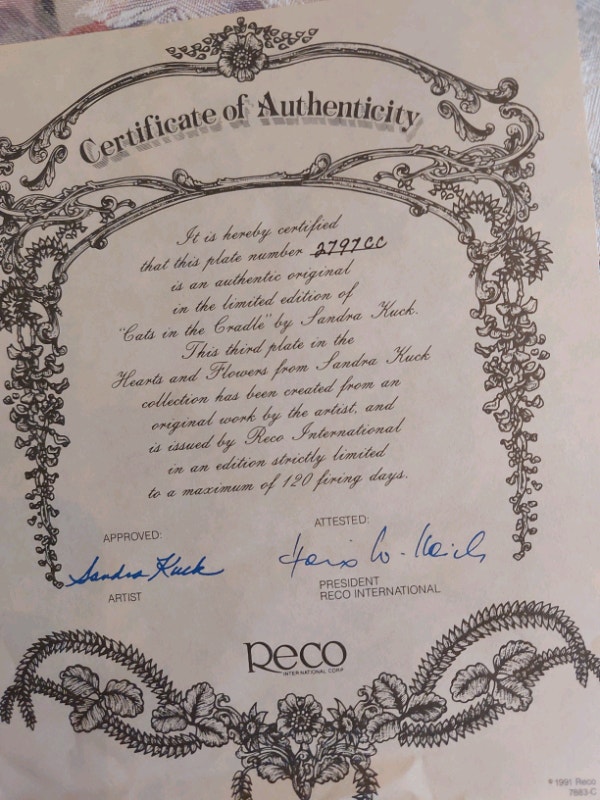 Certificate of Authenticity
It is hereby certified
that this plate number 2797CC
is an authentic original
in the limited edition of
"Cats in the Cradle" by Sandra Kuck.
This third plate in the
Hearts and Flowers from Sandra Kuck
collection has been created from an
original work by the artist, and
is issued by Reco International
in an edition strictly limited
to a maximum of 120 firing days.
APPROVED:
Sandra Kuck
ARTIST
ATTESTED:
PRESIDENT
RECO INTERNATIONAL
Reco
INTERNATIONAL CORP.
© 1991 Reco
7663-C